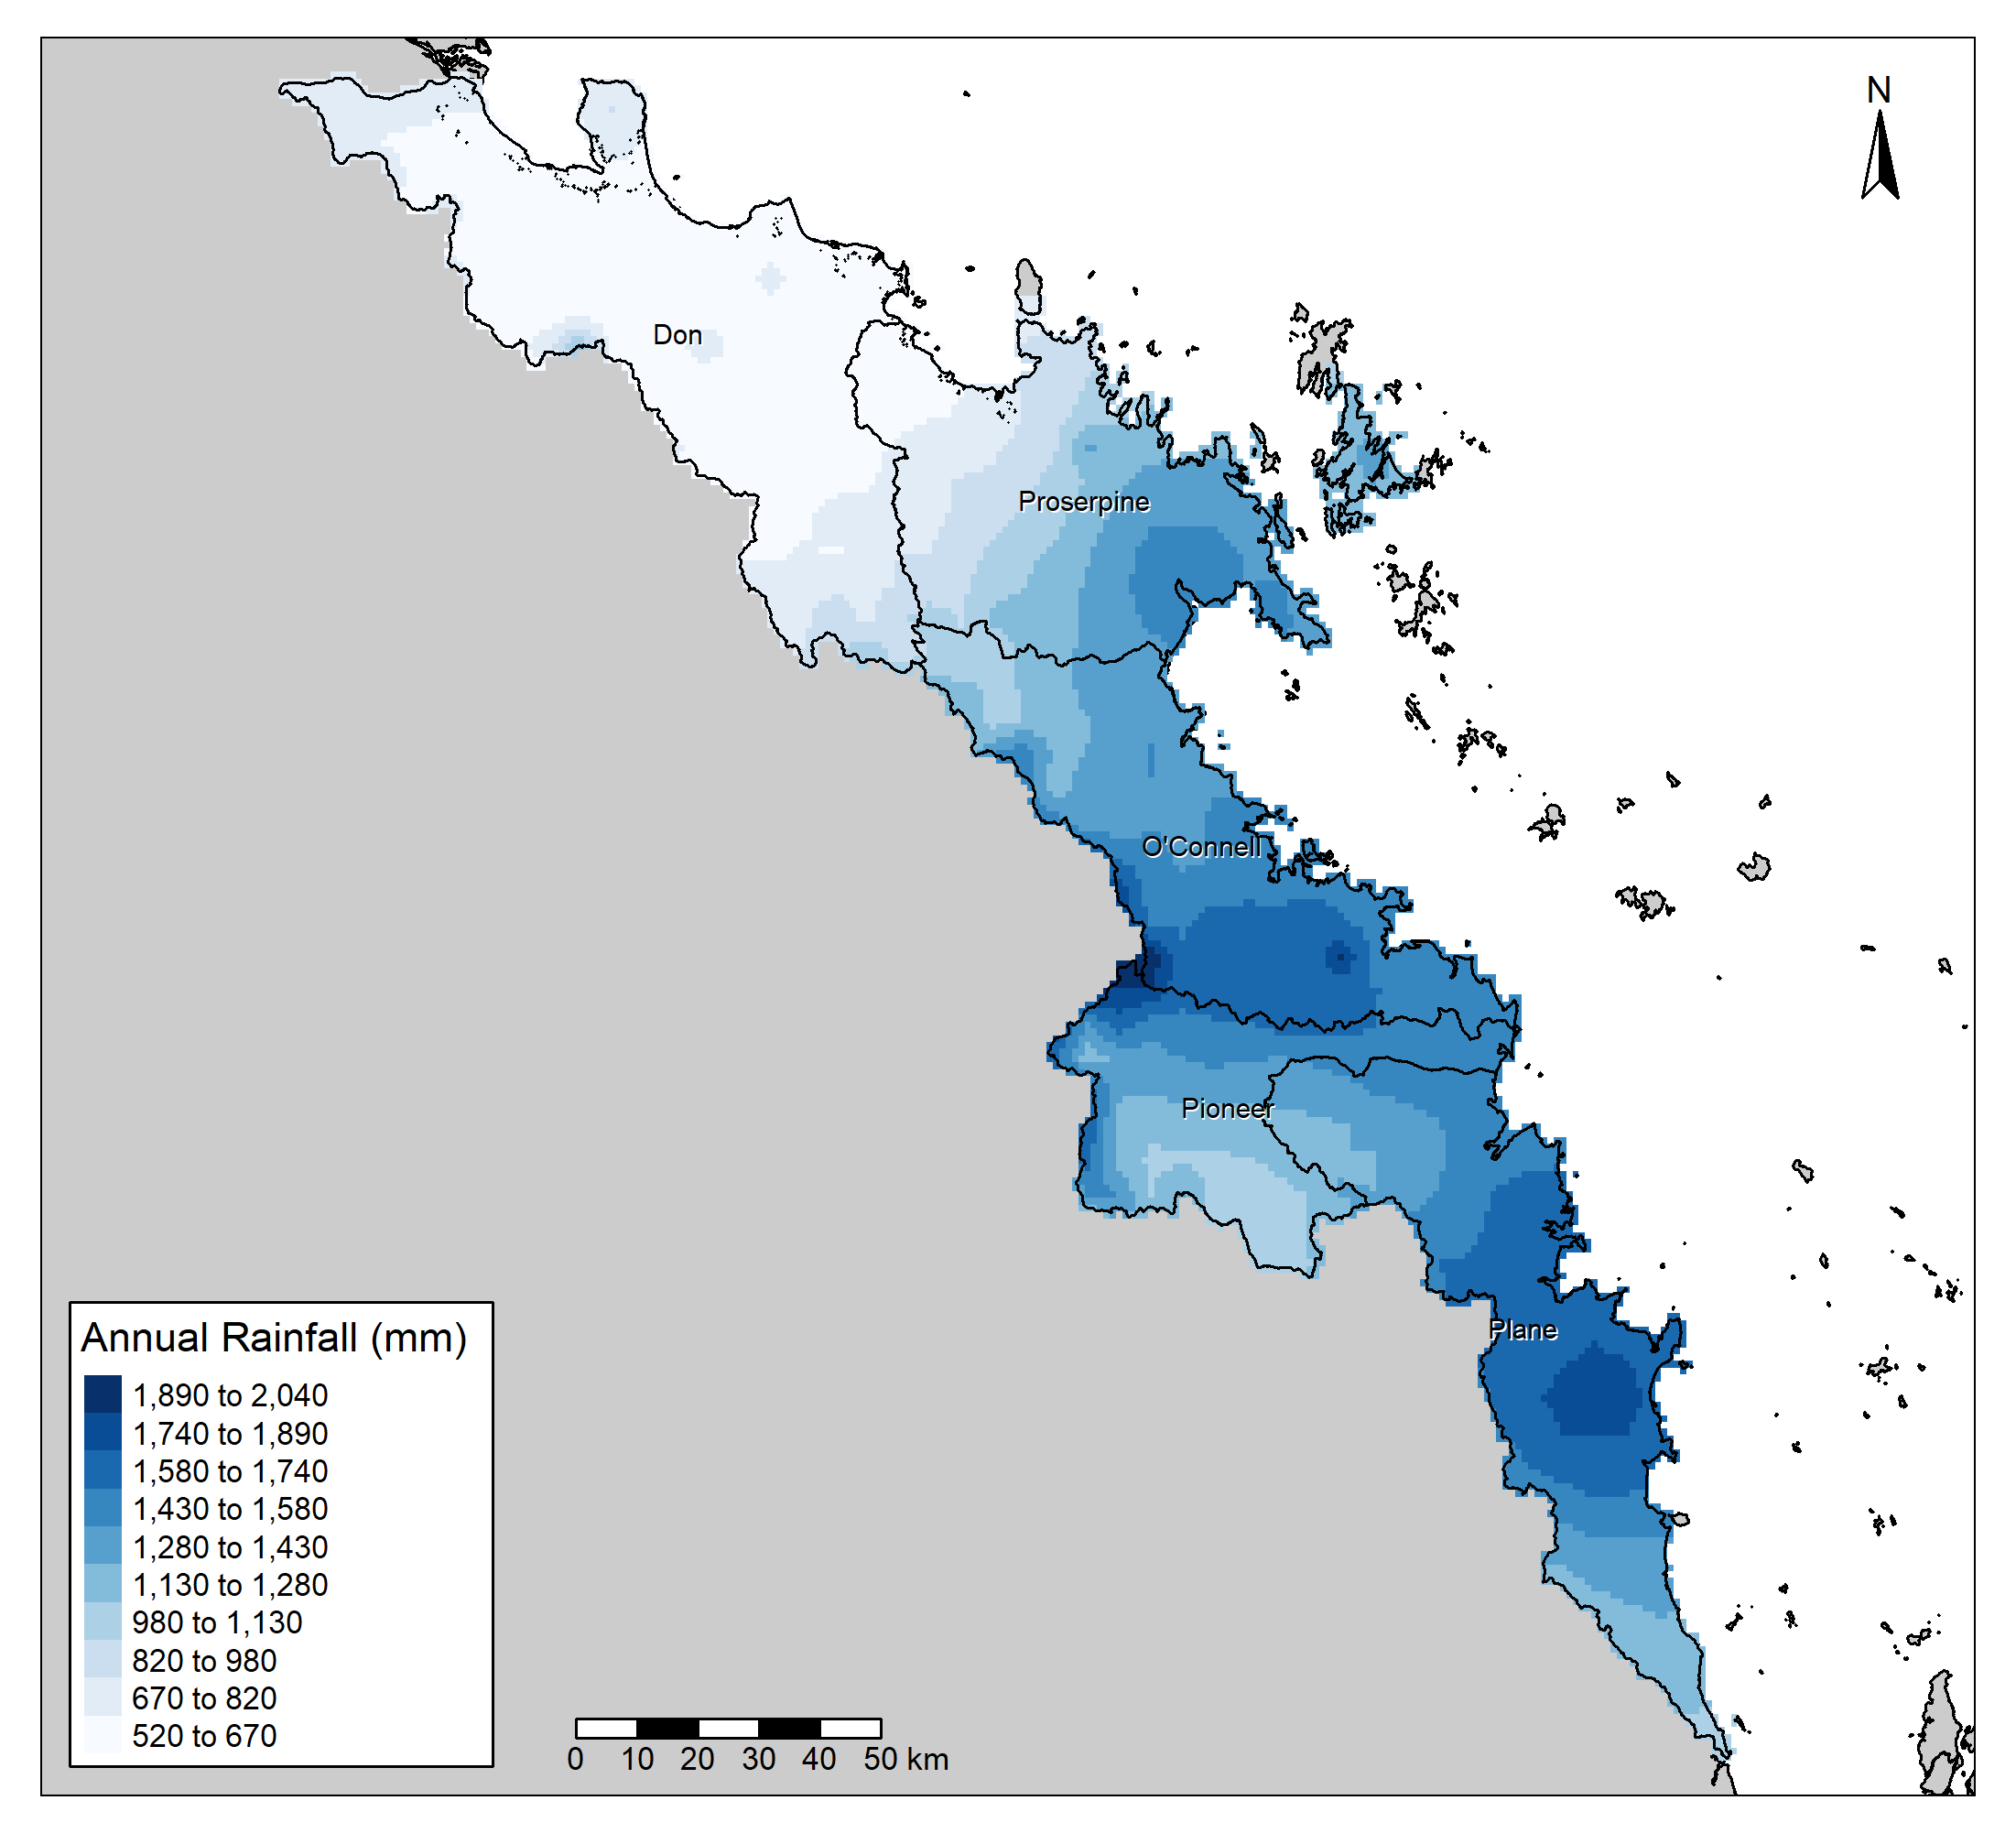 N
Don
Proserpine
O'Connell
Pioneer
Plane
Annual Rainfall (mm)
1,890 to 2,040
1,740 to 1,890
1,580 to 1,740
1,430 to 1,580
1,280 to 1,430
1,130 to 1,280
980 to 1,130
820 to 980
670 to 820
520 to 670
0 10 20 30 40 50 km